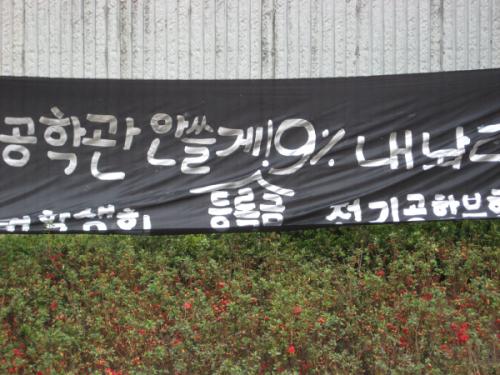 공학관 안쓸게! 9% 내놔
등록금
학생회 전기공학부